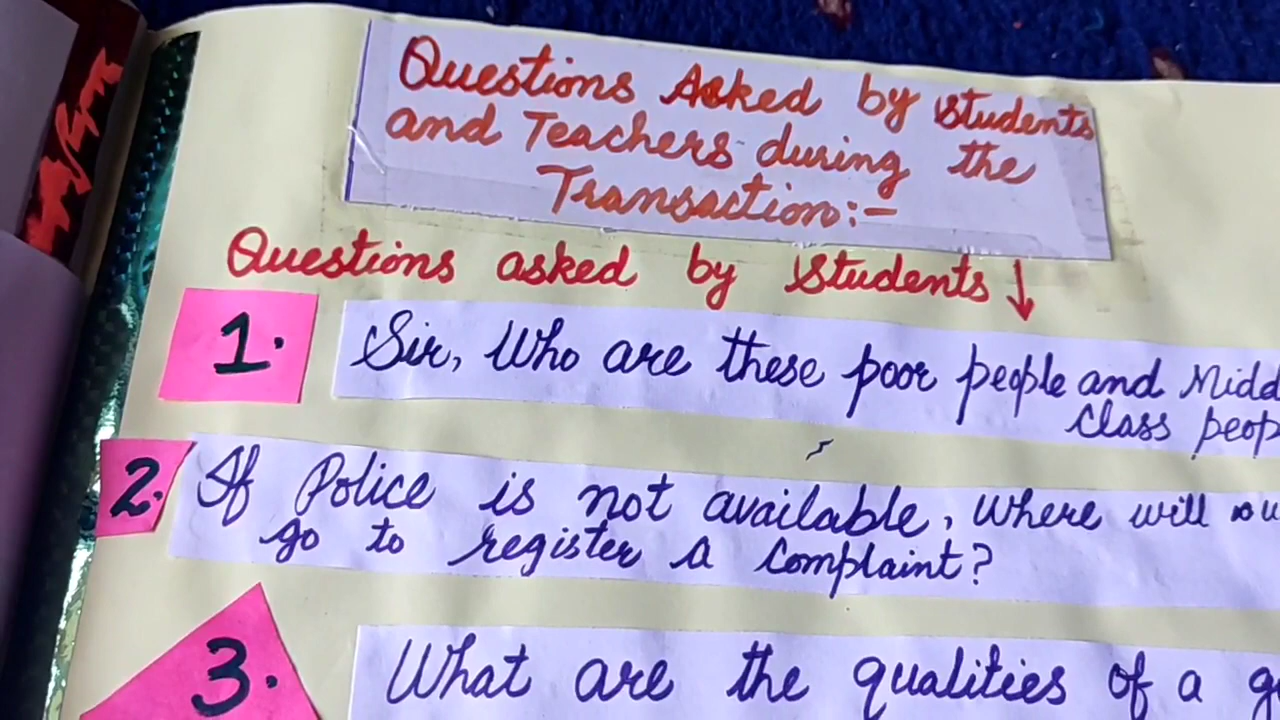 Questions Asked by Students
and Teachers during the
Transaction:-
Questions asked by Students ↓
1. Sir, Who are these poor people and
class
2. If Police is not available, Where will
go to register a Complaint?
3. What are the qualities of a